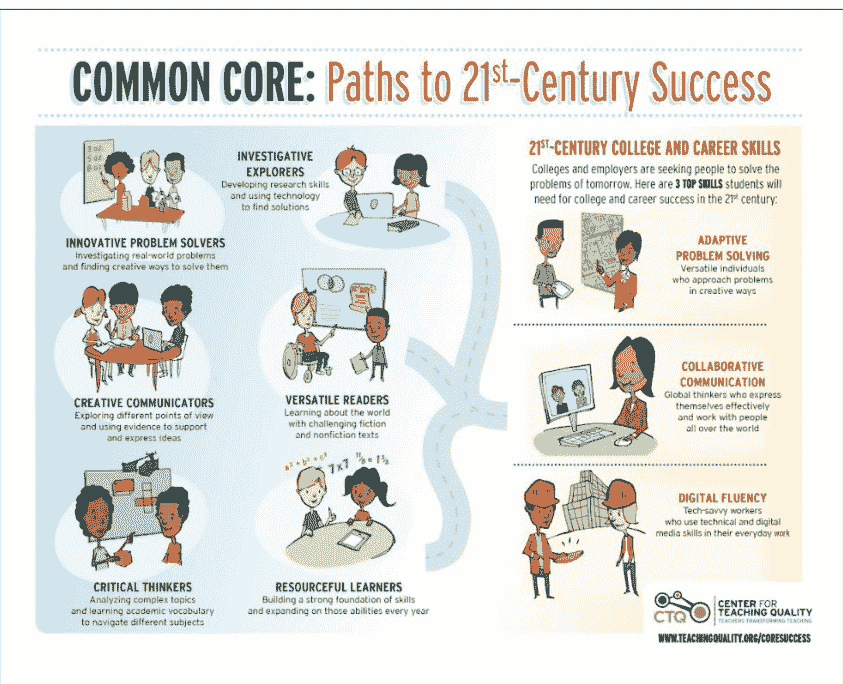 COMMON CORE: Paths to 21st-Century Success
INNOVATIVE PROBLEM SOLVERS
Investigating real-world problems
and finding creative ways to solve them
INVESTIGATIVE
EXPLORERS
Developing research skills
and using technology
to find solutions
CREATIVE COMMUNICATORS
Exploring different points of view
and using evidence to support
and express ideas
VERSATILE READERS
Learning about the world
with challenging fiction
and nonfiction texts
CRITICAL THINKERS
Analyzing complex topics
and learning academic vocabulary
to navigate different subjects
7x7
RESOURCEFUL LEARNERS
Building a strong foundation of skills
and expanding on those abilities every year
21ST-CENTURY COLLEGE AND CAREER SKILLS
Colleges and employers are seeking people to solve the
problems of tomorrow. Here are 3 TOP SKILLS students will
need for college and career success in the 21st century:
ADAPTIVE
PROBLEM SOLVING
Versatile individuals
who approach problems
in creative ways
COLLABORATIVE
COMMUNICATION
Global thinkers who express
themselves effectively
and work with people
all over the world
DIGITAL FLUENCY
Tech-savvy workers
who use technical and digital
media skills in their everyday work
CTQ
CENTER FOR
TEACHING QUALITY
TEACHERS TRANSFORMING TEACHING
WWW.TEACHINGQUALITY.ORG/CORESUCCESS